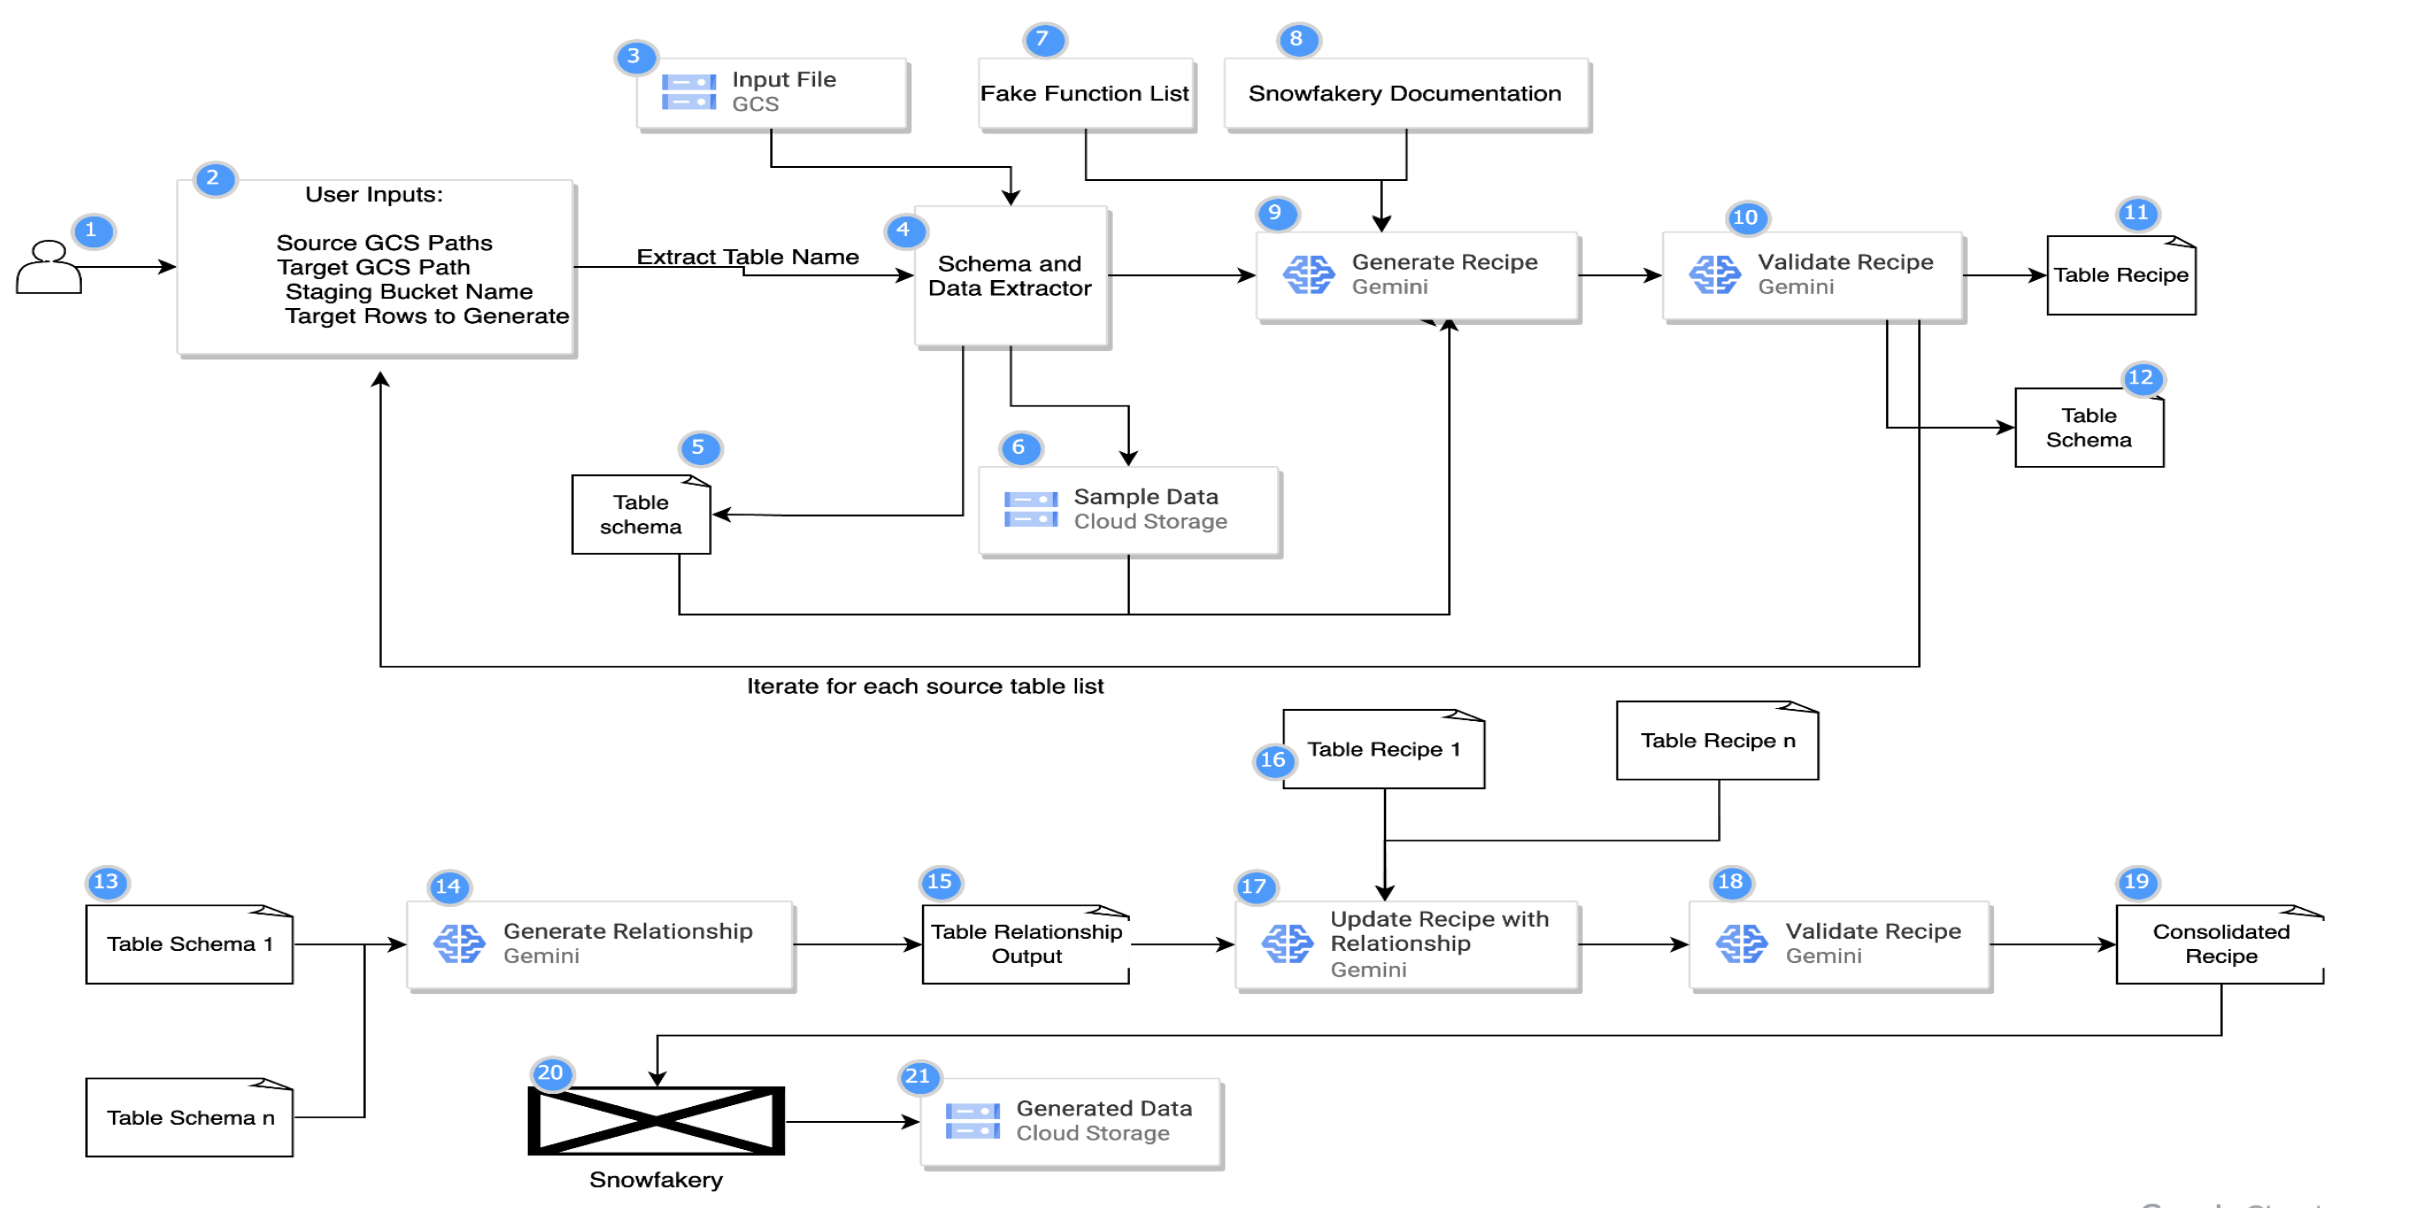 3
Input File
GCS
7
Fake Function List
8
Snowfakery Documentation
1
2
User Inputs:
Source GCS Paths
Target GCS Path
Staging Bucket Name
Target Rows to Generate
Extract Table Name
4
Schema and
Data Extractor
9
Generate Recipe
Gemini
10
Validate Recipe
Gemini
11
Table Recipe
12
Table
Schema
5
Table
schema
6
Sample Data
Cloud Storage
Iterate for each source table list
16
Table Recipe 1
Table Recipe n
13
Table Schema 1
14
Generate Relationship
Gemini
15
Table Relationship
Output
17
Update Recipe with
Relationship
Gemini
18
Validate Recipe
Gemini
19
Consolidated
Recipe
Table Schema n
20
Snowfakery
21
Generated Data
Cloud Storage